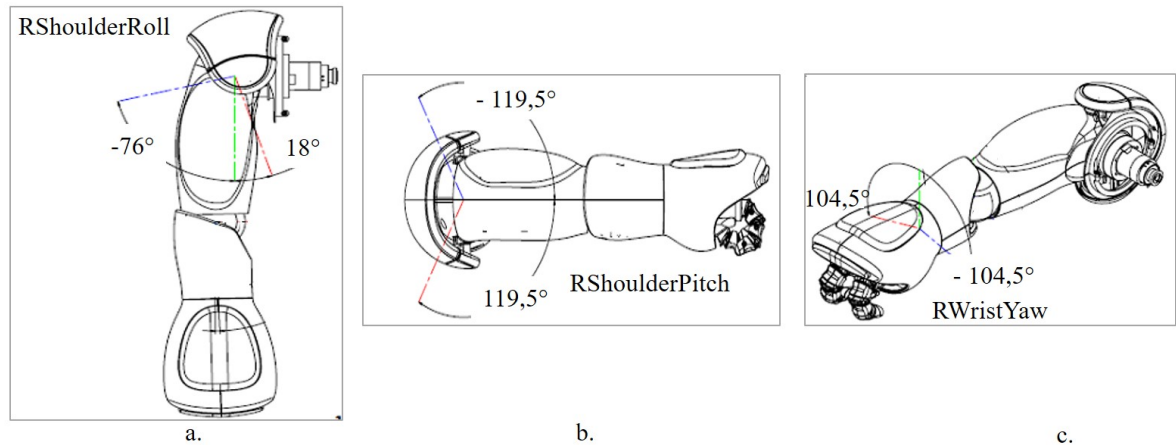 RShoulderRoll
-76°
18°
a.
- 119,5°
119,5°
RShoulderPitch
b.
104,5°
- 104,5°
RWristYaw
c.